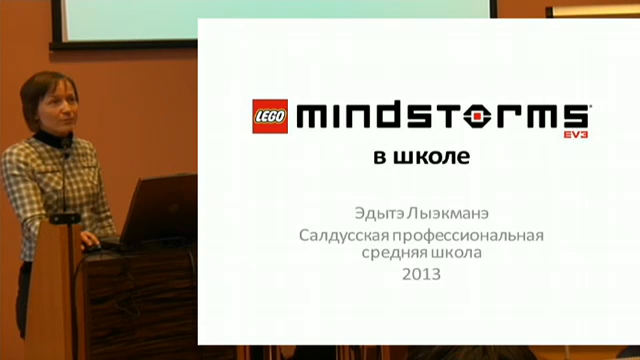 LEGO mindstorms
EV3
в школе
Эдытэ Лыэкманэ
Салдусская профессиональная
средняя школа
2013